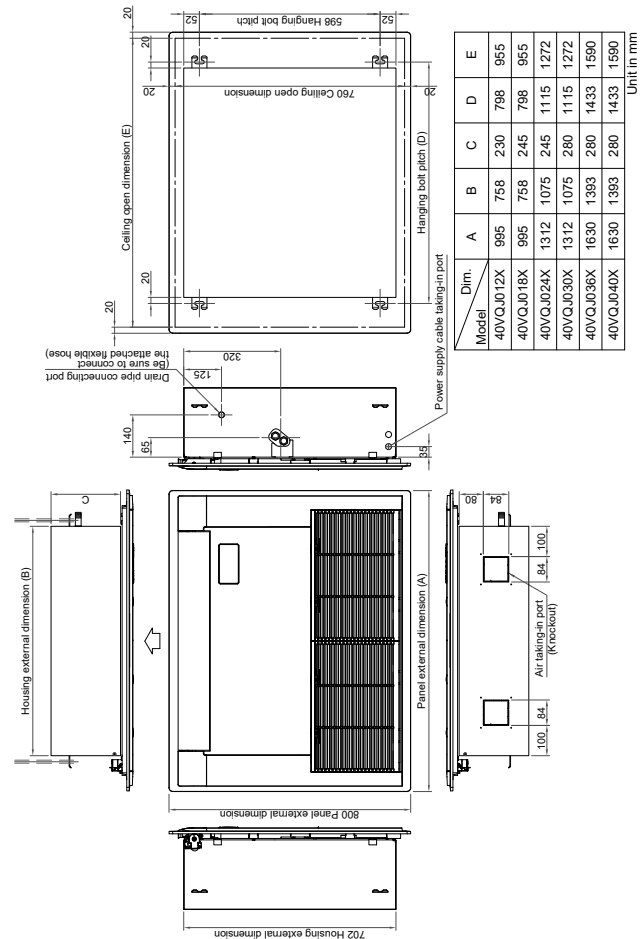 20
20
20
52
598 Hanging bolt pitch
52
760 Ceiling open dimension
20
20
Ceiling open dimension (E)
Hanging bolt pitch (D)
320
125
Drain pipe connecting port
(Be sure to connect
the attached flexible hose)
140
65
35
Power supply cable taking-in port
Housing external dimension (B)
C
Panel external dimension (A)
800 Panel external dimension
702 Housing external dimension
80
84
100
84
Air taking-in port
(Knockout)
84
100
Dim.
Model A B C D E
40VQJ012X 995 758 230 798 955
40VQJ018X 995 758 245 798 955
40VQJ024X 1312 1075 245 1115 1272
40VQJ030X 1312 1075 280 1115 1272
40VQJ036X 1630 1393 280 1433 1590
40VQJ040X 1630 1393 280 1433 1590
Unit in mm